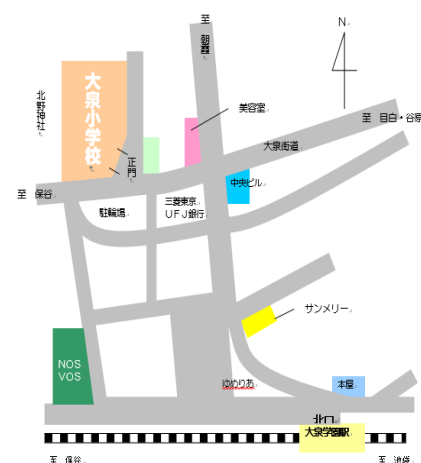 至
朝霞
N
美容室
至 目白・谷原
大泉街道
北野神社
大泉小学校
正門
至 保谷
駐輪場
三菱東京
UFJ銀行
中央ビル
サンメリー
NOS
VOS
ゆめりあ
本屋
北口
大泉学園駅
至 保谷
至 池袋